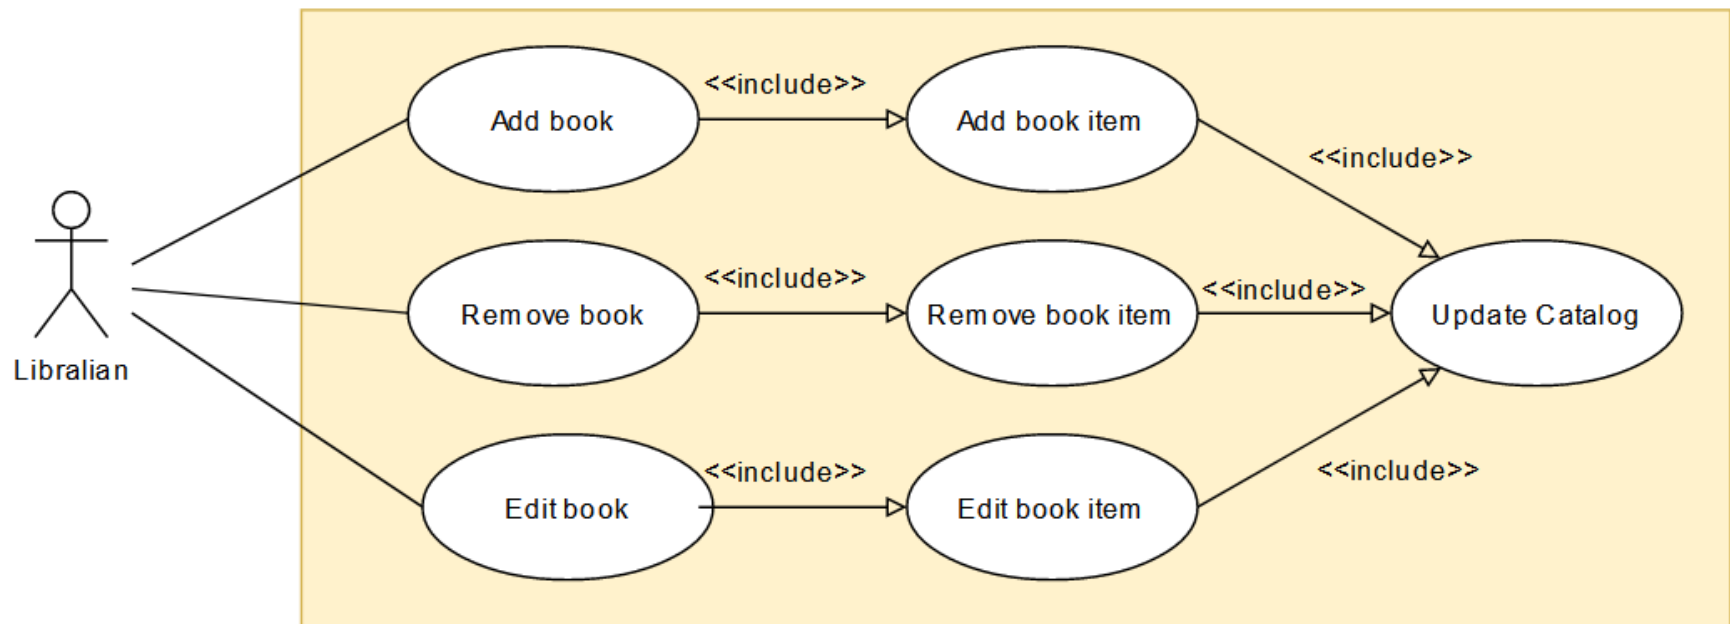 Add book
<<include>>
Add book item
<<include>>
Libralian
Remove book
<<include>>
Remove book item
<<include>>
Update Catalog
Edit book
<<include>>
Edit book item
<<include>>